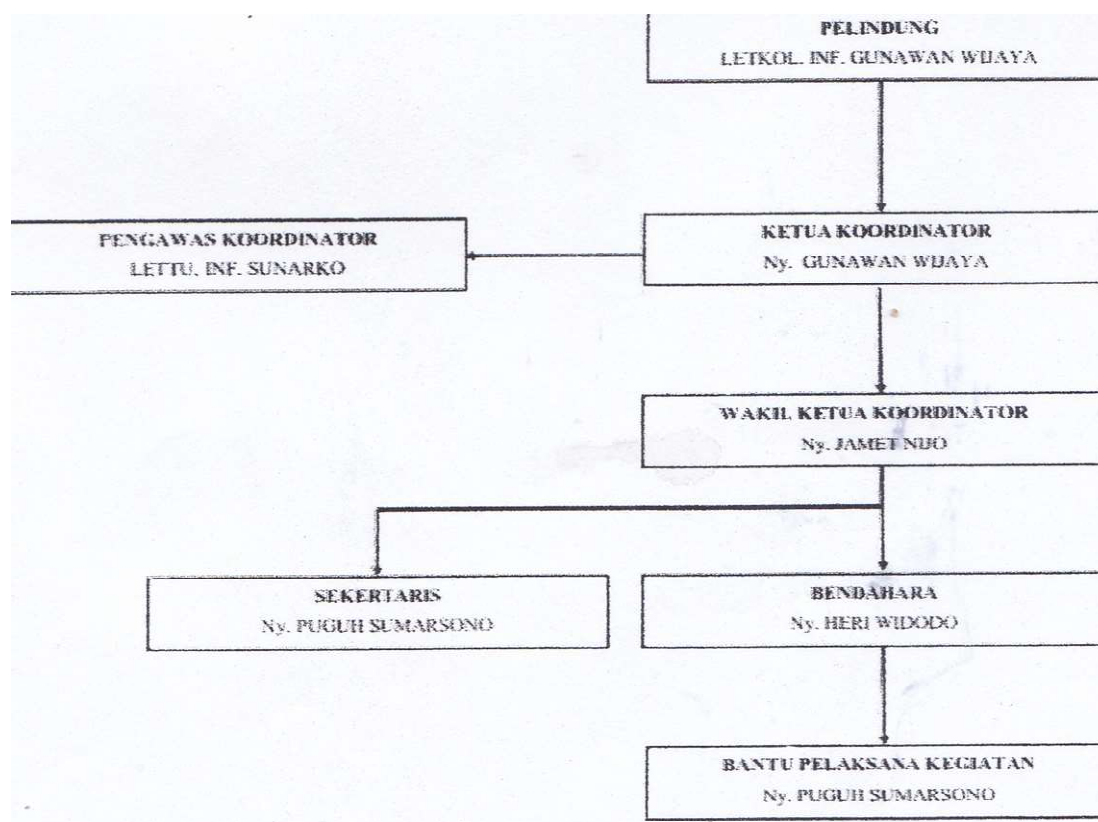 PELINDUNG
LETKOL. INF. GUNAWAN WIJAYA
PENGAWAS KOORDINATOR
LETTU. INF. SUNARKO
KETUA KOORDINATOR
Ny. GUNAWAN WIJAYA
WAKIL KETUA KOORDINATOR
Ny. JAMET NIJO
SEKERTARIS
Ny. PUGUH SUMARSONO
BENDAHARA
Ny. HERI WIDODO
BANTU PELAKSANA KEGIATAN
Ny. PUGUH SUMARSONO